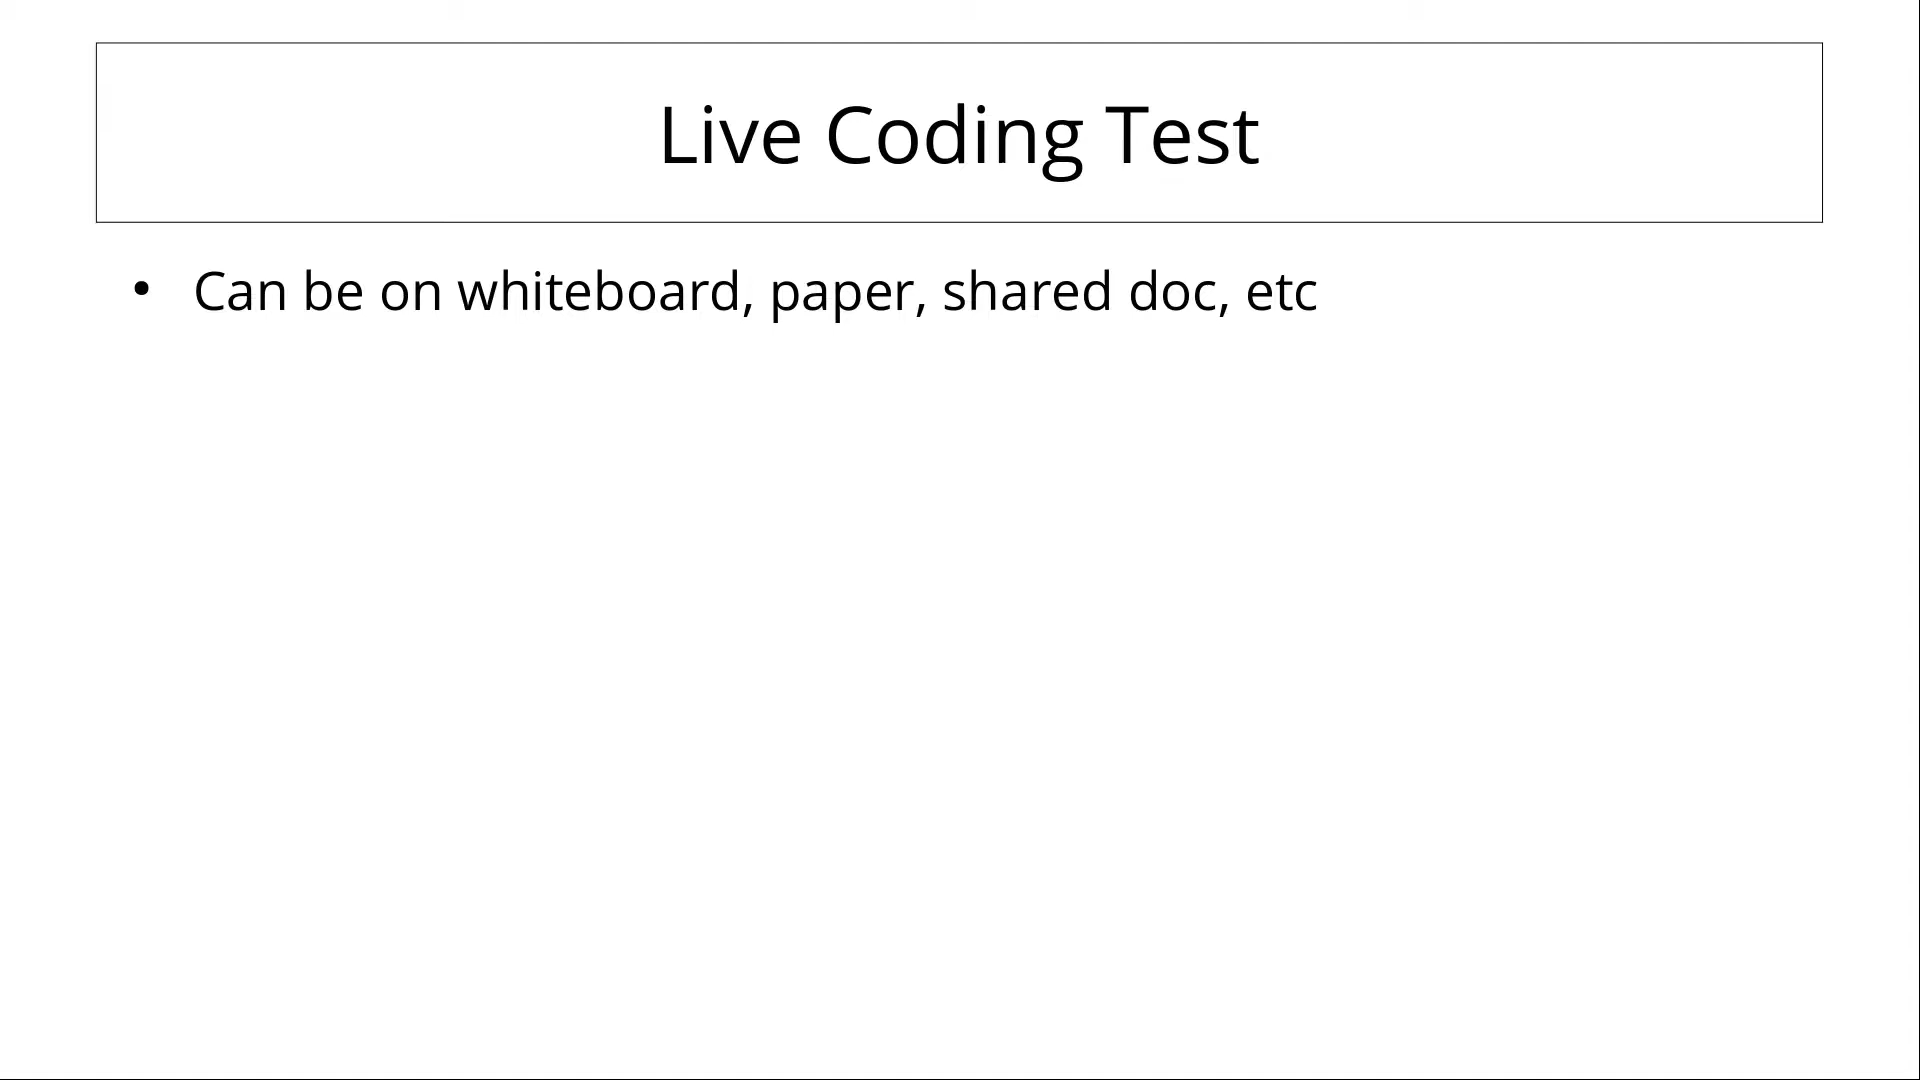 Live Coding Test
• Can be on whiteboard, paper, shared doc, etc